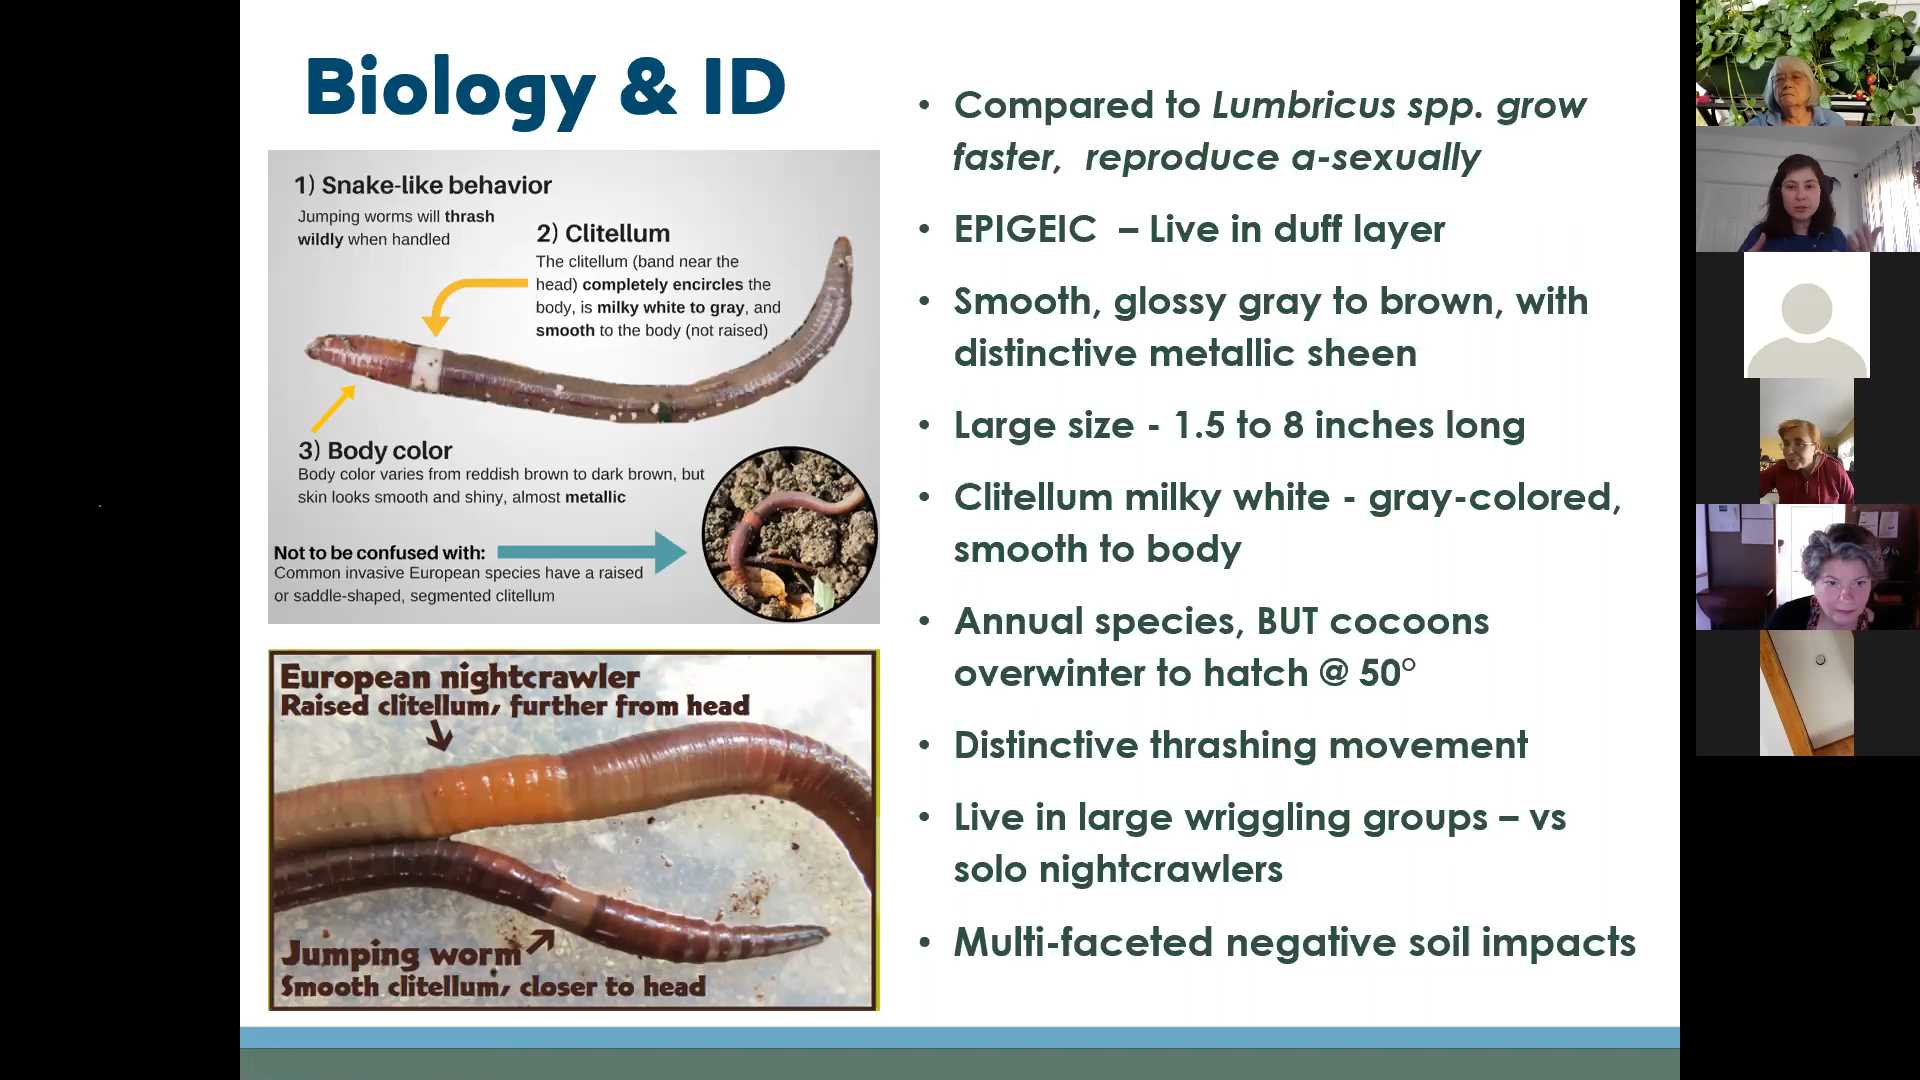 Biology & ID
1) Snake-like behavior
Jumping worms will thrash
wildly when handled
2) Clitellum
The clitellum (band near the
head) completely encircles the
body, is milky white to gray, and
smooth to the body (not raised)
3) Body color
Body color varies from reddish brown to dark brown, but
skin looks smooth and shiny, almost metallic
Not to be confused with:
Common invasive European species have a raised
or saddle-shaped, segmented clitellum
European nightcrawler
Raised clitellum, further from head
Jumping worm
Smooth clitellum, closer to head
• Compared to Lumbricus spp. grow
faster, reproduce a-sexually
• EPIGEIC – Live in duff layer
• Smooth, glossy gray to brown, with
distinctive metallic sheen
• Large size - 1.5 to 8 inches long
• Clitellum milky white - gray-colored,
smooth to body
• Annual species, BUT cocoons
overwinter to hatch @ 50°
• Distinctive thrashing movement
• Live in large wriggling groups – vs
solo nightcrawlers
• Multi-faceted negative soil impacts